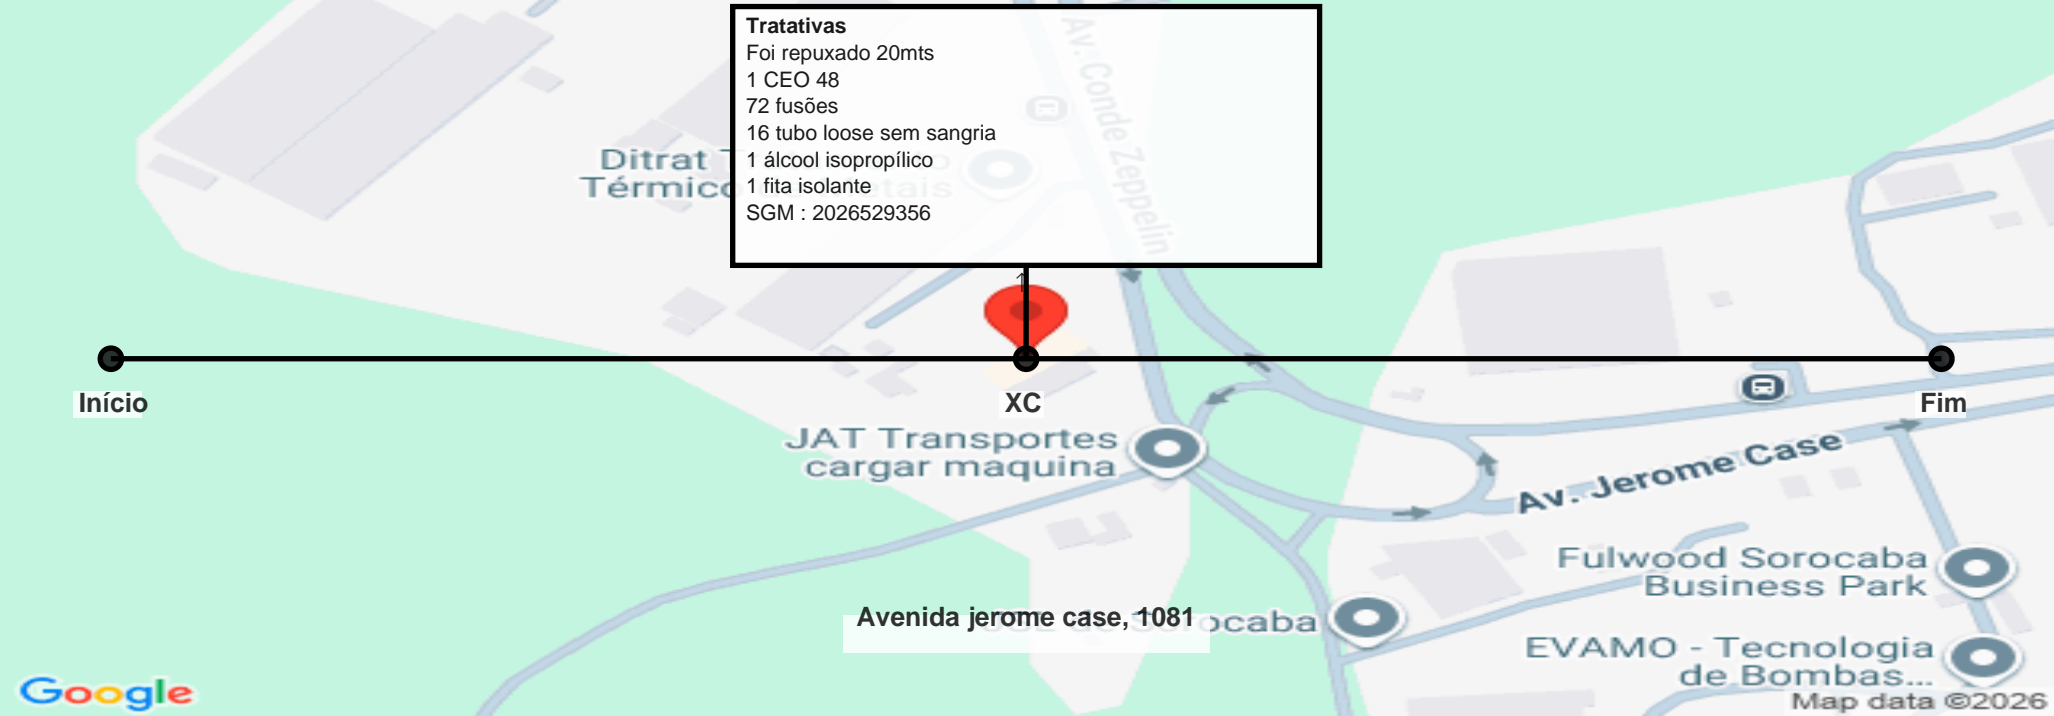 Tratativas
Foi repuxado 20mts
1 CEO 48
72 fusões
16 tubo loose sem sangria
1 álcool isopropílico
1 fita isolante
SGM : 2026529356
Av. Conde Zeppelin
Ditrat
Térmico
1
Início
XC
Fim
JAT Transportes
cargar maquina
Av. Jerome Case
Fulwood Sorocaba
Business Park
Avenida jerome case, 1081
Sorocaba
EVAMO - Tecnologia
de Bombas...
Google
Map data ©2026